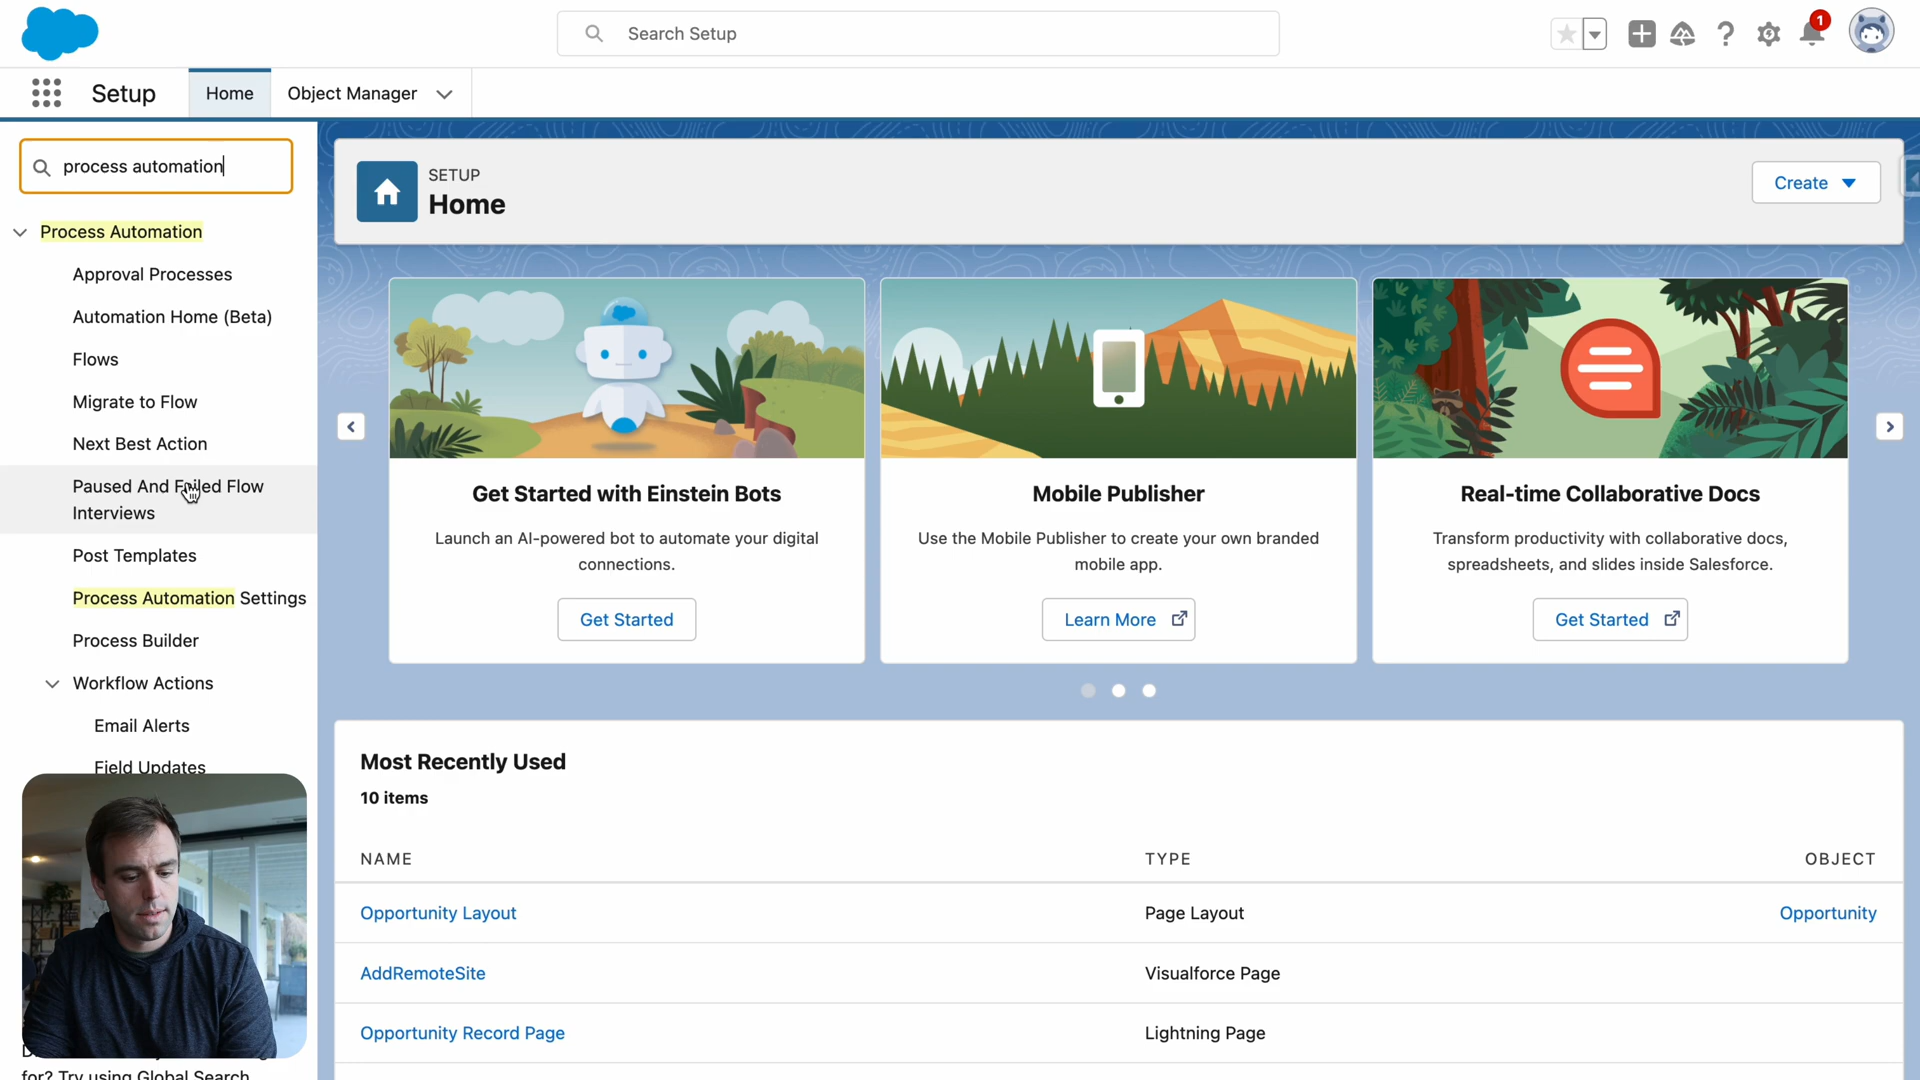 Search Setup
1
Setup
Home
Object Manager
process automation
Process Automation
Approval Processes
Automation Home (Beta)
Flows
Migrate to Flow
Next Best Action
Paused And Failed Flow
Interviews
Post Templates
Process Automation Settings
Process Builder
Workflow Actions
Email Alerts
Field Updates
for? Try using Global Search
SETUP
Home
Create
Get Started with Einstein Bots
Launch an AI-powered bot to automate your digital
connections.
Get Started
Mobile Publisher
Use the Mobile Publisher to create your own branded
mobile app.
Learn More
Real-time Collaborative Docs
Transform productivity with collaborative docs,
spreadsheets, and slides inside Salesforce.
Get Started
Most Recently Used
10 items
NAME TYPE OBJECT
Opportunity Layout Page Layout Opportunity
AddRemoteSite Visualforce Page
Opportunity Record Page Lightning Page